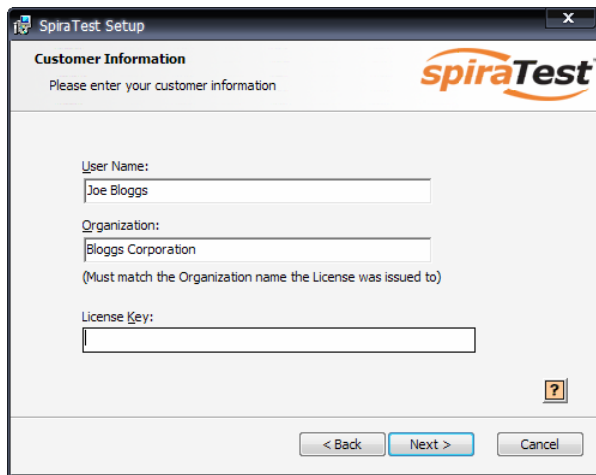 SpiraTest Setup
x
Customer Information
Please enter your customer information
spiraTest
User Name:
Joe Bloggs
Organization:
Bloggs Corporation
(Must match the Organization name the License was issued to)
License Key:
?
< Back
Next >
Cancel